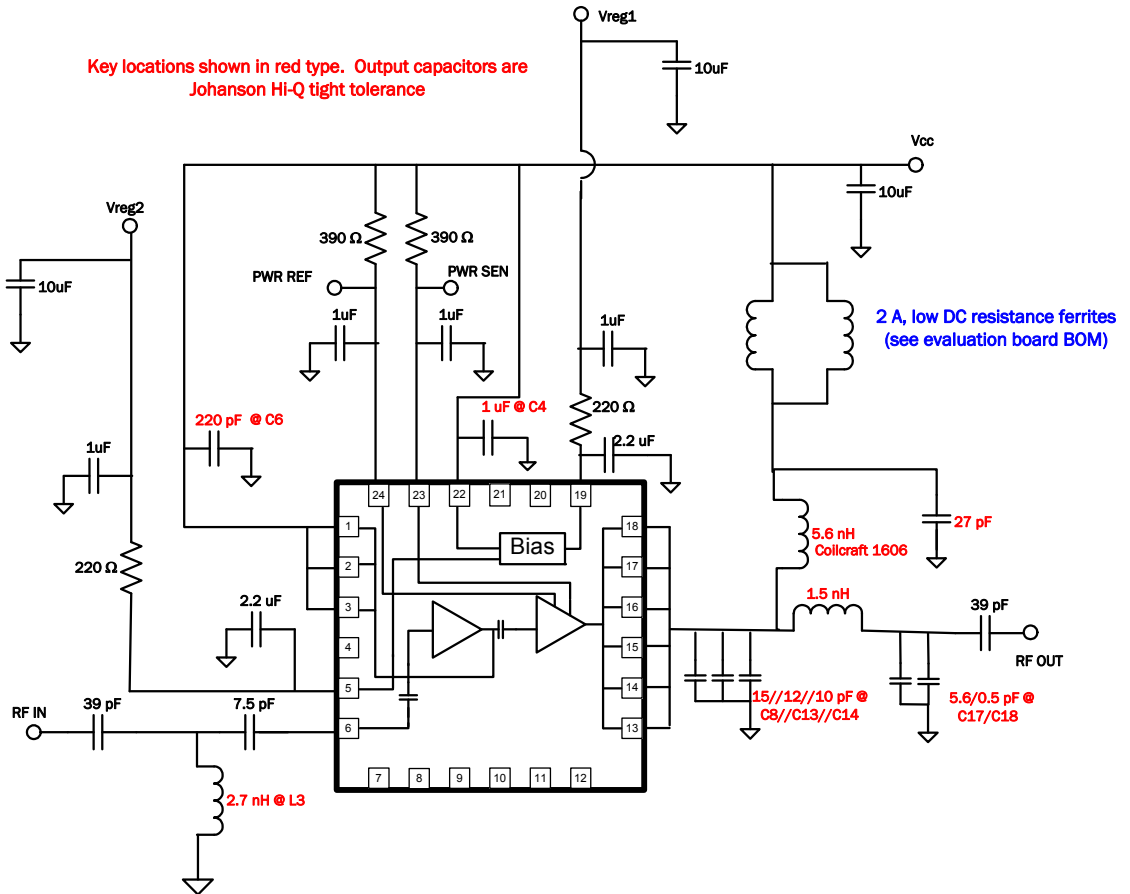 Vreg1
Key locations shown in red type. Output capacitors are
Johanson Hi-Q tight tolerance
10uF
Vcc
10uF
Vreg2
390 Ω
390 Ω
PWR REF
PWR SEN
10uF
1uF
1uF
1uF
2 A, low DC resistance ferrites
(see evaluation board BOM)
220 pF @ C6
1 uF @ C4
220 Ω
1uF
2.2 uF
24
23
22
21
20
19
1
18
Bias
5.6 nH
Coilcraft 1606
27 pF
220 Ω
2
17
2.2 uF
3
16
1.5 nH
39 pF
4
15
RF OUT
5
14
15//12//10 pF @
C8//C13//C14
5.6/0.5 pF @
C17/C18
RF IN
39 pF
7.5 pF
6
13
7
8
9
10
11
12
2.7 nH @ L3